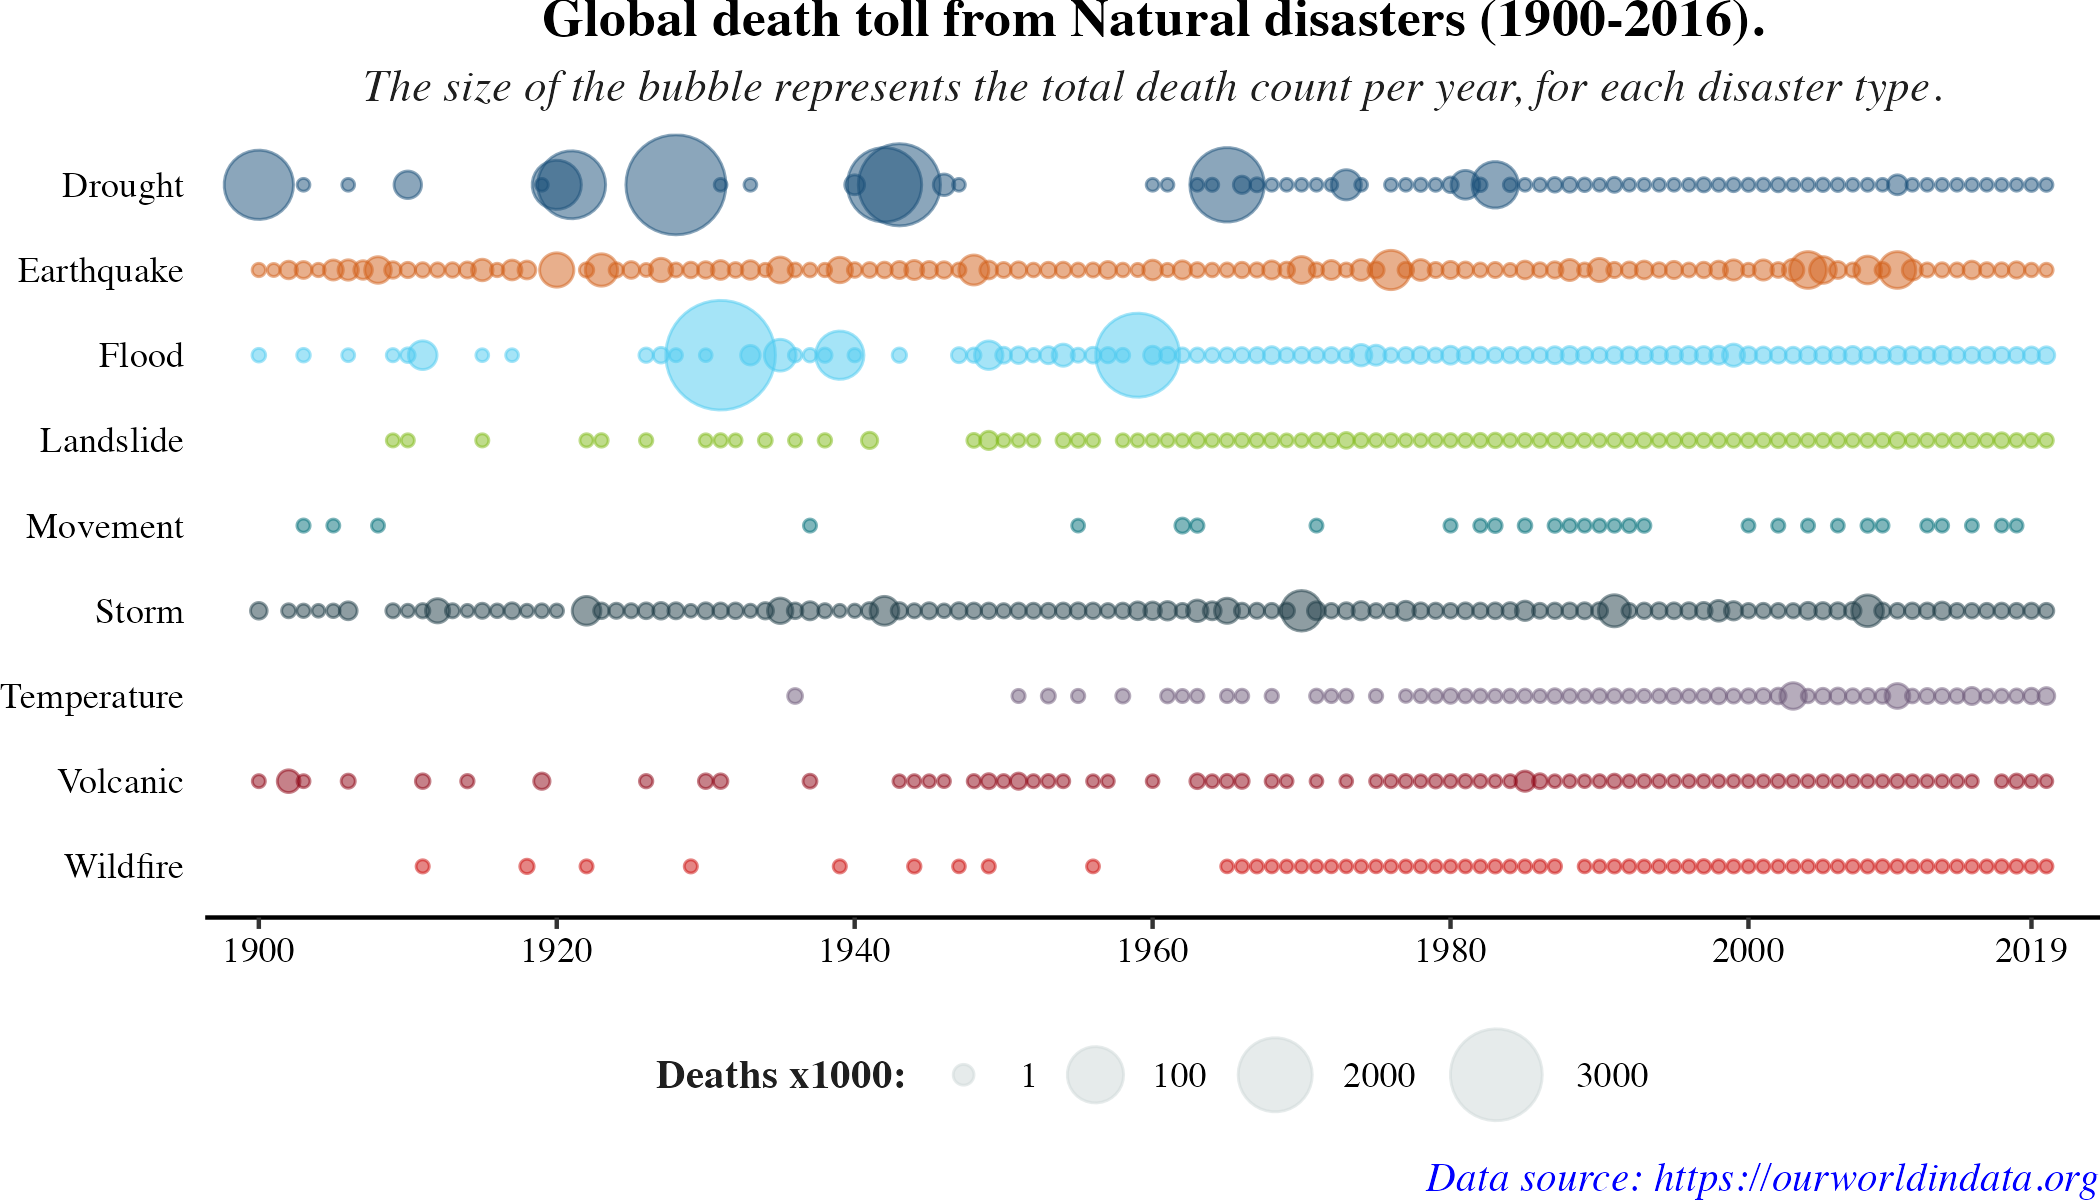 Global death toll from Natural disasters (1900-2016).
The size of the bubble represents the total death count per year, for each disaster type.
Drought
Earthquake
Flood
Landslide
Movement
Storm
Temperature
Volcanic
Wildfire
1900 1920 1940 1960 1980 2000 2019
Deaths x1000: 1 100 2000 3000
Data source: https://ourworldindata.org